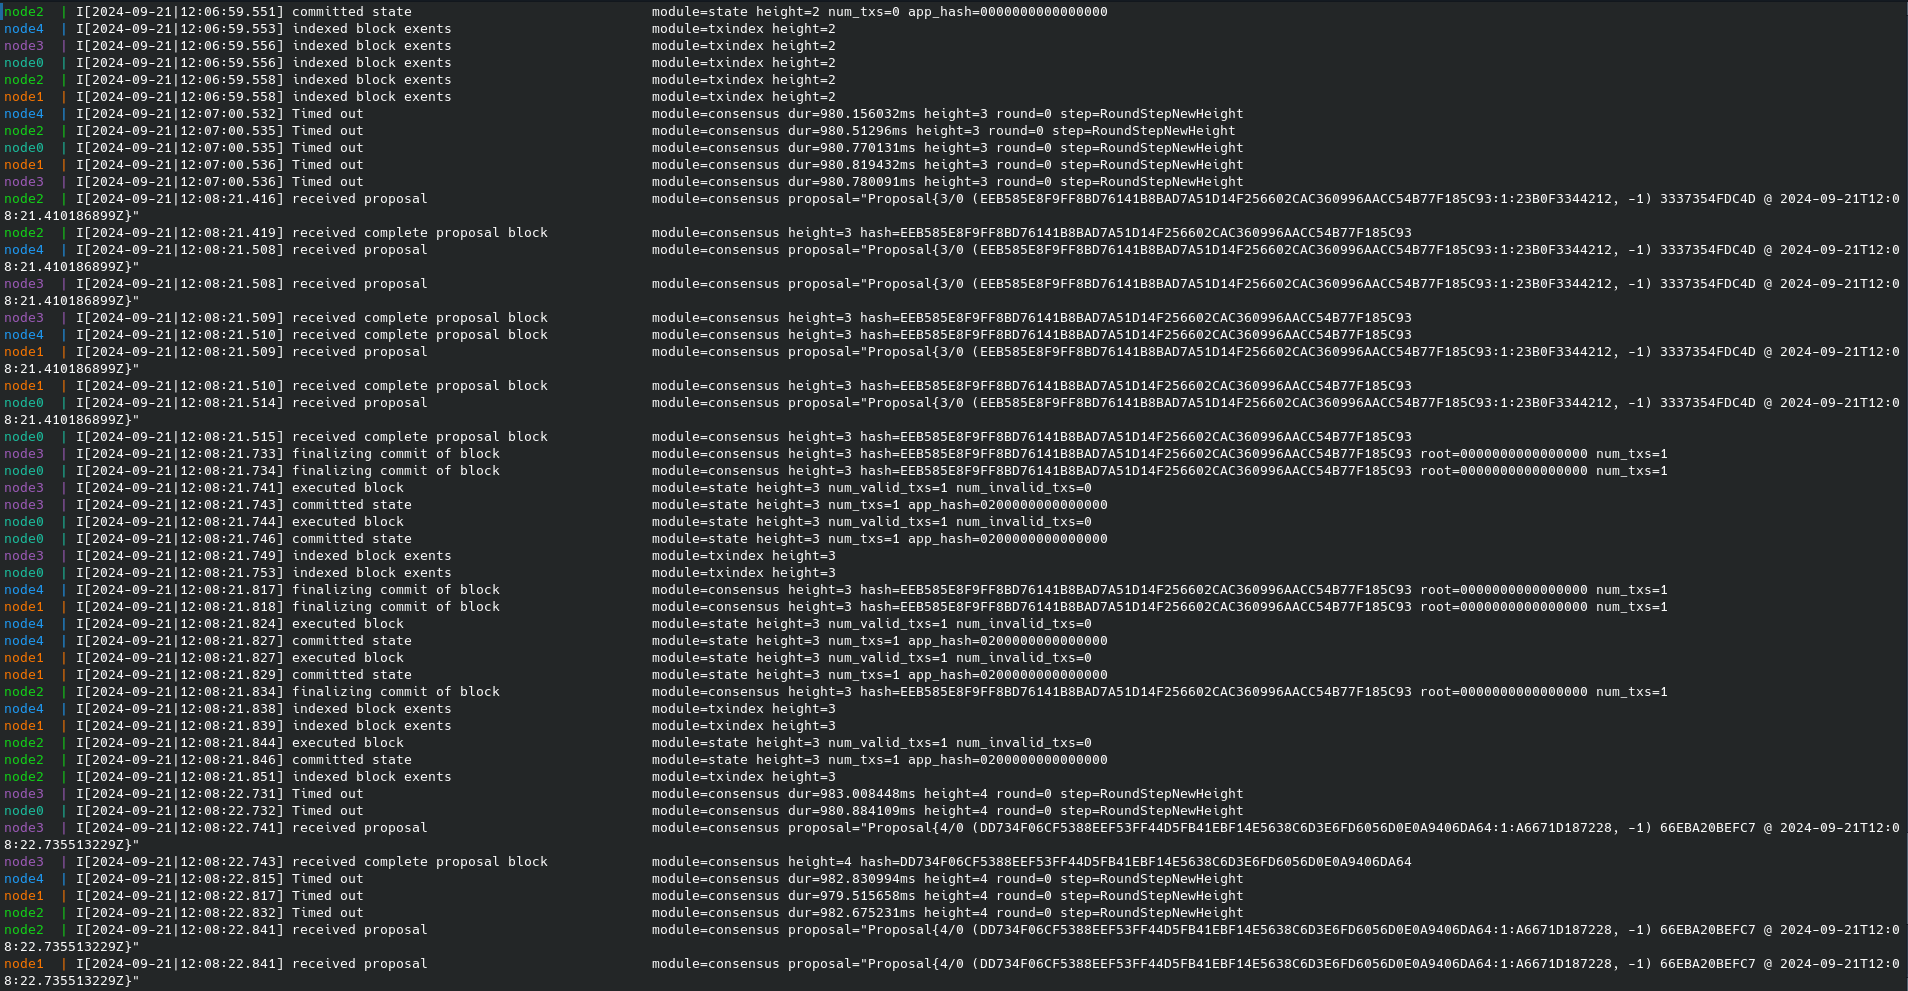 node2  | I[2024-09-21|12:06:59.551] committed state                              module=state height=2 num_txs=0 app_hash=0000000000000000
node4  | I[2024-09-21|12:06:59.553] indexed block exents                         module=txindex height=2
node3  | I[2024-09-21|12:06:59.556] indexed block exents                         module=txindex height=2
node0  | I[2024-09-21|12:06:59.556] indexed block exents                         module=txindex height=2
node2  | I[2024-09-21|12:06:59.558] indexed block exents                         module=txindex height=2
node1  | I[2024-09-21|12:06:59.558] indexed block exents                         module=txindex height=2
node4  | I[2024-09-21|12:07:00.532] Timed out                                    module=consensus dur=980.156032ms height=3 round=0 step=RoundStepNewHeight
node2  | I[2024-09-21|12:07:00.535] Timed out                                    module=consensus dur=980.51296ms height=3 round=0 step=RoundStepNewHeight
node0  | I[2024-09-21|12:07:00.535] Timed out                                    module=consensus dur=980.770131ms height=3 round=0 step=RoundStepNewHeight
node1  | I[2024-09-21|12:07:00.536] Timed out                                    module=consensus dur=980.819432ms height=3 round=0 step=RoundStepNewHeight
node3  | I[2024-09-21|12:07:00.536] Timed out                                    module=consensus dur=980.780091ms height=3 round=0 step=RoundStepNewHeight
node2  | I[2024-09-21|12:08:21.416] received proposal                            module=consensus proposal="Proposal{3/0 (EEB585E8F9FF8BD76141B8BAD7A51D14F256602CAC360996AACC54B77F185C93:1:23B0F3344212, -1) 3337354FDC4D @ 2024-09-21T12:0
8:21.410186899Z}"
node2  | I[2024-09-21|12:08:21.419] received complete proposal block             module=consensus height=3 hash=EEB585E8F9FF8BD76141B8BAD7A51D14F256602CAC360996AACC54B77F185C93
node4  | I[2024-09-21|12:08:21.508] received proposal                            module=consensus proposal="Proposal{3/0 (EEB585E8F9FF8BD76141B8BAD7A51D14F256602CAC360996AACC54B77F185C93:1:23B0F3344212, -1) 3337354FDC4D @ 2024-09-21T12:0
8:21.410186899Z}"
node3  | I[2024-09-21|12:08:21.508] received proposal                            module=consensus proposal="Proposal{3/0 (EEB585E8F9FF8BD76141B8BAD7A51D14F256602CAC360996AACC54B77F185C93:1:23B0F3344212, -1) 3337354FDC4D @ 2024-09-21T12:0
8:21.410186899Z}"
node3  | I[2024-09-21|12:08:21.509] received complete proposal block             module=consensus height=3 hash=EEB585E8F9FF8BD76141B8BAD7A51D14F256602CAC360996AACC54B77F185C93
node4  | I[2024-09-21|12:08:21.510] received complete proposal block             module=consensus height=3 hash=EEB585E8F9FF8BD76141B8BAD7A51D14F256602CAC360996AACC54B77F185C93
node1  | I[2024-09-21|12:08:21.509] received proposal                            module=consensus proposal="Proposal{3/0 (EEB585E8F9FF8BD76141B8BAD7A51D14F256602CAC360996AACC54B77F185C93:1:23B0F3344212, -1) 3337354FDC4D @ 2024-09-21T12:0
8:21.410186899Z}"
node1  | I[2024-09-21|12:08:21.510] received complete proposal block             module=consensus height=3 hash=EEB585E8F9FF8BD76141B8BAD7A51D14F256602CAC360996AACC54B77F185C93
node0  | I[2024-09-21|12:08:21.514] received proposal                            module=consensus proposal="Proposal{3/0 (EEB585E8F9FF8BD76141B8BAD7A51D14F256602CAC360996AACC54B77F185C93:1:23B0F3344212, -1) 3337354FDC4D @ 2024-09-21T12:0
8:21.410186899Z}"
node0  | I[2024-09-21|12:08:21.515] received complete proposal block             module=consensus height=3 hash=EEB585E8F9FF8BD76141B8BAD7A51D14F256602CAC360996AACC54B77F185C93
node3  | I[2024-09-21|12:08:21.733] finalizing commit of block                   module=consensus height=3 hash=EEB585E8F9FF8BD76141B8BAD7A51D14F256602CAC360996AACC54B77F185C93 root=0000000000000000 num_txs=1
node0  | I[2024-09-21|12:08:21.734] finalizing commit of block                   module=consensus height=3 hash=EEB585E8F9FF8BD76141B8BAD7A51D14F256602CAC360996AACC54B77F185C93 root=0000000000000000 num_txs=1
node3  | I[2024-09-21|12:08:21.741] executed block                               module=state height=3 num_valid_txs=1 num_invalid_txs=0
node3  | I[2024-09-21|12:08:21.743] committed state                              module=state height=3 num_txs=1 app_hash=0200000000000000
node0  | I[2024-09-21|12:08:21.744] executed block                               module=state height=3 num_valid_txs=1 num_invalid_txs=0
node0  | I[2024-09-21|12:08:21.746] committed state                              module=state height=3 num_txs=1 app_hash=0200000000000000
node3  | I[2024-09-21|12:08:21.749] indexed block exents                         module=txindex height=3
node0  | I[2024-09-21|12:08:21.753] indexed block exents                         module=txindex height=3
node4  | I[2024-09-21|12:08:21.817] finalizing commit of block                   module=consensus height=3 hash=EEB585E8F9FF8BD76141B8BAD7A51D14F256602CAC360996AACC54B77F185C93 root=0000000000000000 num_txs=1
node1  | I[2024-09-21|12:08:21.818] finalizing commit of block                   module=consensus height=3 hash=EEB585E8F9FF8BD76141B8BAD7A51D14F256602CAC360996AACC54B77F185C93 root=0000000000000000 num_txs=1
node4  | I[2024-09-21|12:08:21.824] executed block                               module=state height=3 num_valid_txs=1 num_invalid_txs=0
node4  | I[2024-09-21|12:08:21.827] committed state                              module=state height=3 num_txs=1 app_hash=0200000000000000
node1  | I[2024-09-21|12:08:21.827] executed block                               module=state height=3 num_valid_txs=1 num_invalid_txs=0
node1  | I[2024-09-21|12:08:21.829] committed state                              module=state height=3 num_txs=1 app_hash=0200000000000000
node2  | I[2024-09-21|12:08:21.834] finalizing commit of block                   module=consensus height=3 hash=EEB585E8F9FF8BD76141B8BAD7A51D14F256602CAC360996AACC54B77F185C93 root=0000000000000000 num_txs=1
node4  | I[2024-09-21|12:08:21.838] indexed block exents                         module=txindex height=3
node1  | I[2024-09-21|12:08:21.839] indexed block exents                         module=txindex height=3
node2  | I[2024-09-21|12:08:21.844] executed block                               module=state height=3 num_valid_txs=1 num_invalid_txs=0
node2  | I[2024-09-21|12:08:21.846] committed state                              module=state height=3 num_txs=1 app_hash=0200000000000000
node2  | I[2024-09-21|12:08:21.851] indexed block exents                         module=txindex height=3
node3  | I[2024-09-21|12:08:22.731] Timed out                                    module=consensus dur=983.008448ms height=4 round=0 step=RoundStepNewHeight
node0  | I[2024-09-21|12:08:22.732] Timed out                                    module=consensus dur=980.884109ms height=4 round=0 step=RoundStepNewHeight
node3  | I[2024-09-21|12:08:22.741] received proposal                            module=consensus proposal="Proposal{4/0 (DD734F06CF5388EEF53FF44D5FB41EBF14E5638C6D3E6FD6056D0E0A9406DA64:1:A6671D187228, -1) 66EBA20BEFC7 @ 2024-09-21T12:0
8:22.735513229Z}"
node3  | I[2024-09-21|12:08:22.743] received complete proposal block             module=consensus height=4 hash=DD734F06CF5388EEF53FF44D5FB41EBF14E5638C6D3E6FD6056D0E0A9406DA64
node4  | I[2024-09-21|12:08:22.815] Timed out                                    module=consensus dur=982.830994ms height=4 round=0 step=RoundStepNewHeight
node1  | I[2024-09-21|12:08:22.817] Timed out                                    module=consensus dur=979.515658ms height=4 round=0 step=RoundStepNewHeight
node2  | I[2024-09-21|12:08:22.832] Timed out                                    module=consensus dur=982.675231ms height=4 round=0 step=RoundStepNewHeight
node2  | I[2024-09-21|12:08:22.841] received proposal                            module=consensus proposal="Proposal{4/0 (DD734F06CF5388EEF53FF44D5FB41EBF14E5638C6D3E6FD6056D0E0A9406DA64:1:A6671D187228, -1) 66EBA20BEFC7 @ 2024-09-21T12:0
8:22.735513229Z}"
node1  | I[2024-09-21|12:08:22.841] received proposal                            module=consensus proposal="Proposal{4/0 (DD734F06CF5388EEF53FF44D5FB41EBF14E5638C6D3E6FD6056D0E0A9406DA64:1:A6671D187228, -1) 66EBA20BEFC7 @ 2024-09-21T12:0
8:22.735513229Z}"